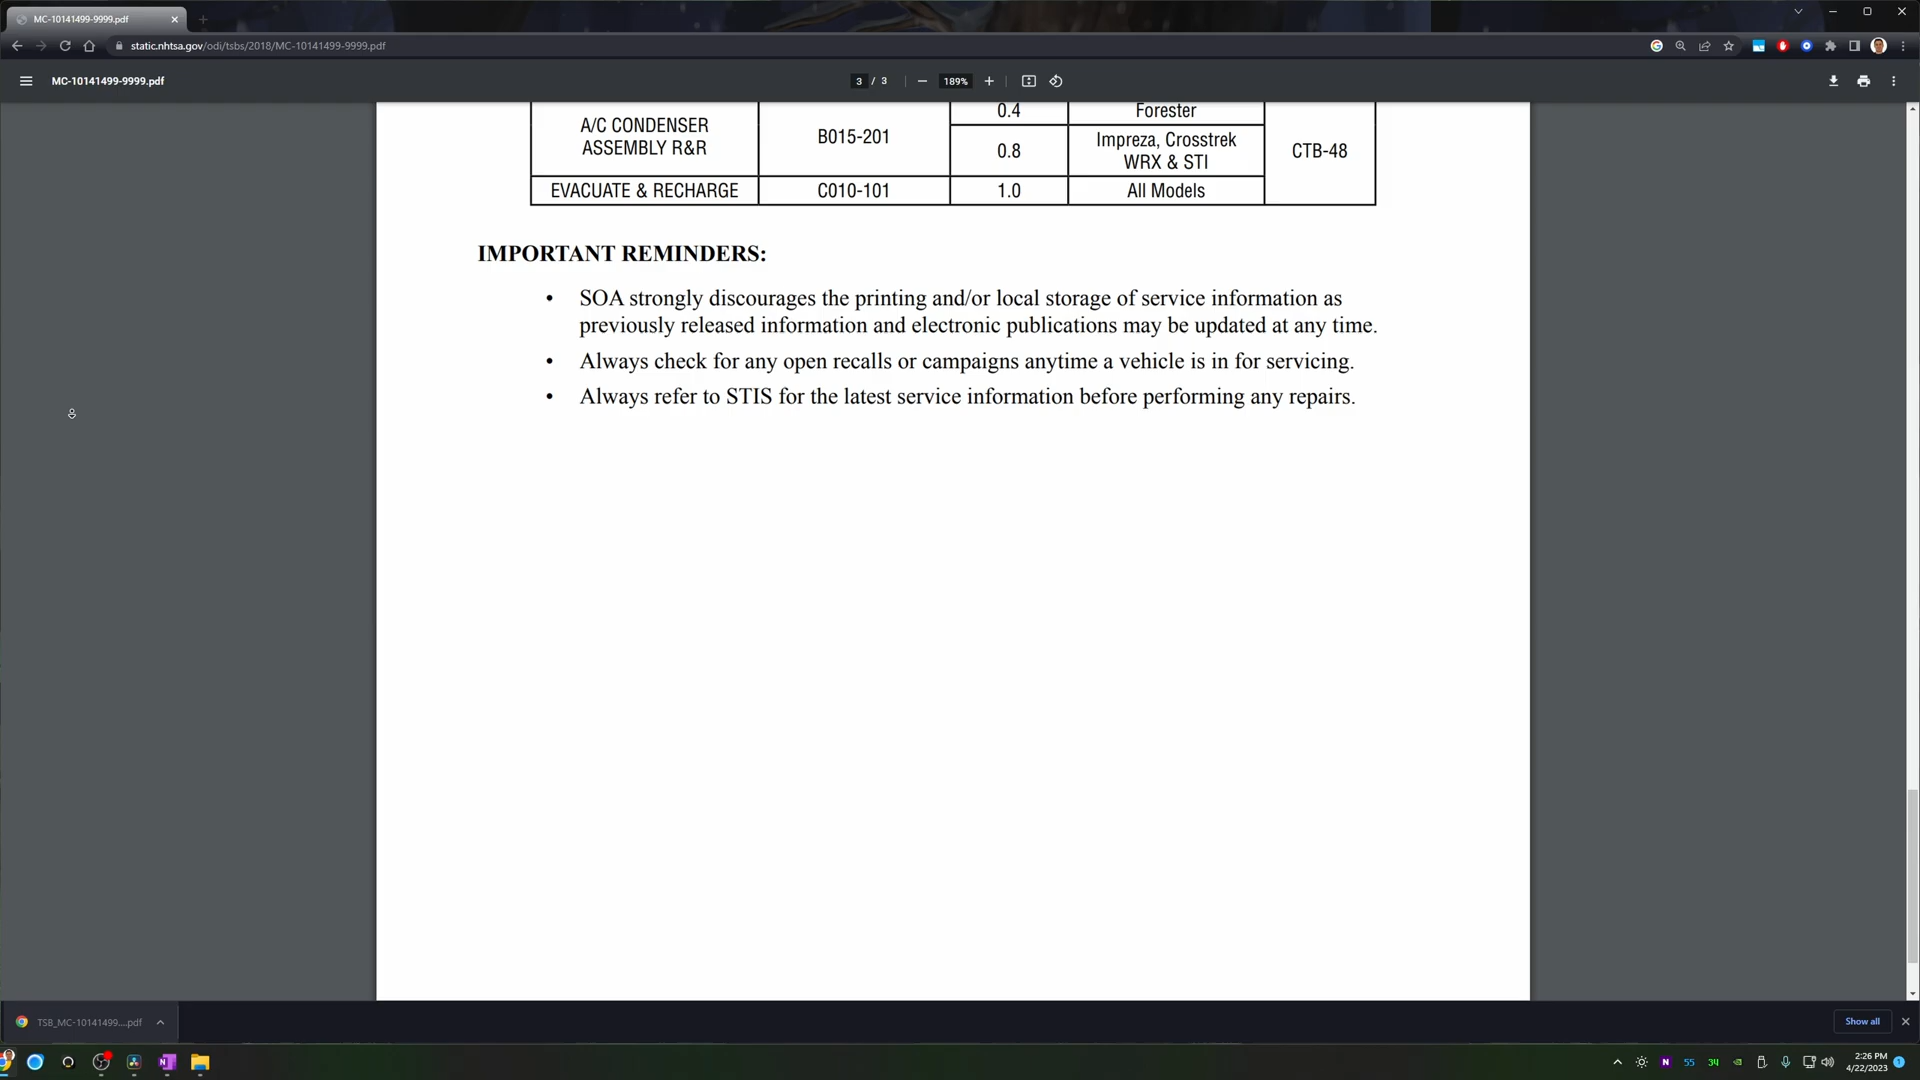 MC-10141499-9999.pdf
static.nhtsa.gov/odi/tsbs/2018/MC-10141499-9999.pdf
MC-10141499-9999.pdf
3 / 3
189%
A/C CONDENSER
ASSEMBLY R&R
B015-201
0.4
Forester
0.8
Impreza, Crosstrek
WRX & STI
CTB-48
EVACUATE & RECHARGE
C010-101
1.0
All Models
IMPORTANT REMINDERS:
• SOA strongly discourages the printing and/or local storage of service information as
previously released information and electronic publications may be updated at any time.
• Always check for any open recalls or campaigns anytime a vehicle is in for servicing.
• Always refer to STIS for the latest service information before performing any repairs.
TSB_MC-10141499....pdf
Show all
55
34
2:26 PM
4/22/2023
1